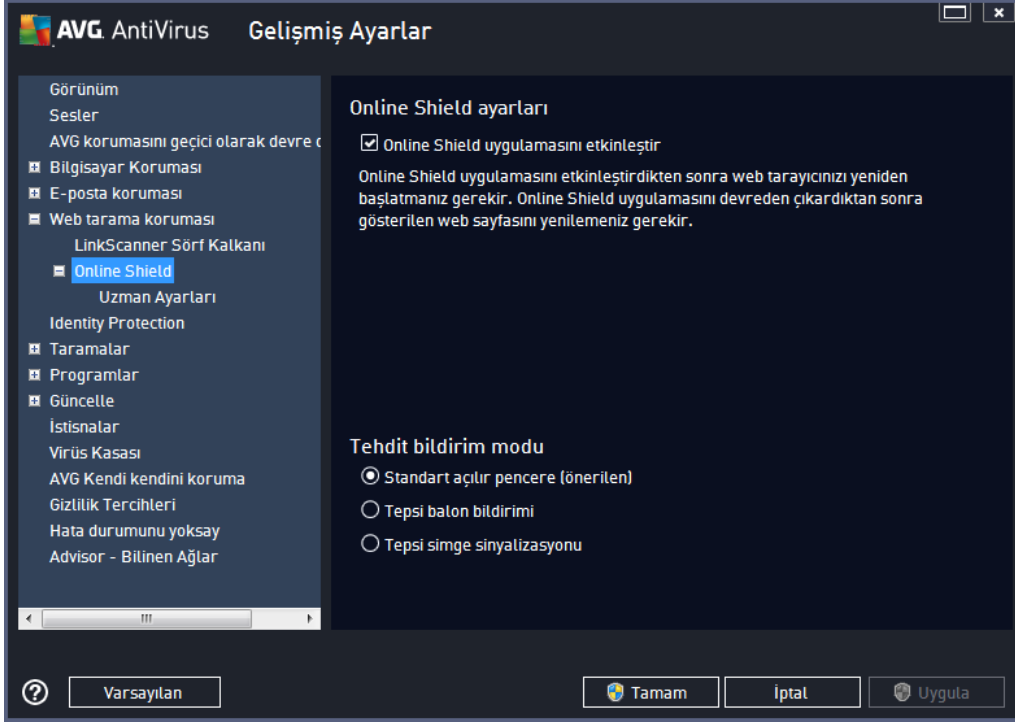 AVG. AntiVirus Gelişmiş Ayarlar
Görünüm
Sesler
AVG korumasını geçici olarak devre
Bilgisayar Koruması
E-posta koruması
Web tarama koruması
LinkScanner Sörf Kalkanı
Online Shield
Uzman Ayarları
Identity Protection
Taramalar
Programlar
Güncelle
İstisnalar
Virüs Kasası
AVG Kendi kendini koruma
Gizlilik Tercihleri
Hata durumunu yoksay
Advisor - Bilinen Ağlar
Online Shield ayarları
Online Shield uygulamasını etkinleştir
Online Shield uygulamasını etkinleştirdikten sonra web tarayıcınızı yeniden
başlatmanız gerekir. Online Shield uygulamasını devreden çıkardıktan sonra
gösterilen web sayfasını yenilemeniz gerekir.
Tehdit bildirim modu
Standart açılır pencere (önerilen)
Tepsi balon bildirimi
Tepsi simge sinyalizasyonu
Varsayılan
Tamam
İptal
Uygula